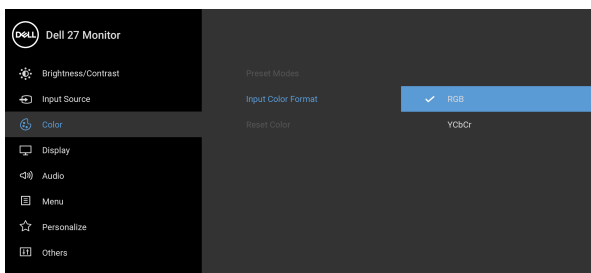 DELL Dell 27 Monitor
Brightness/Contrast
Preset Modes
Input Source
Input Color Format
RGB
Color
Reset Color
YCbCr
Display
Audio
Menu
Personalize
Others